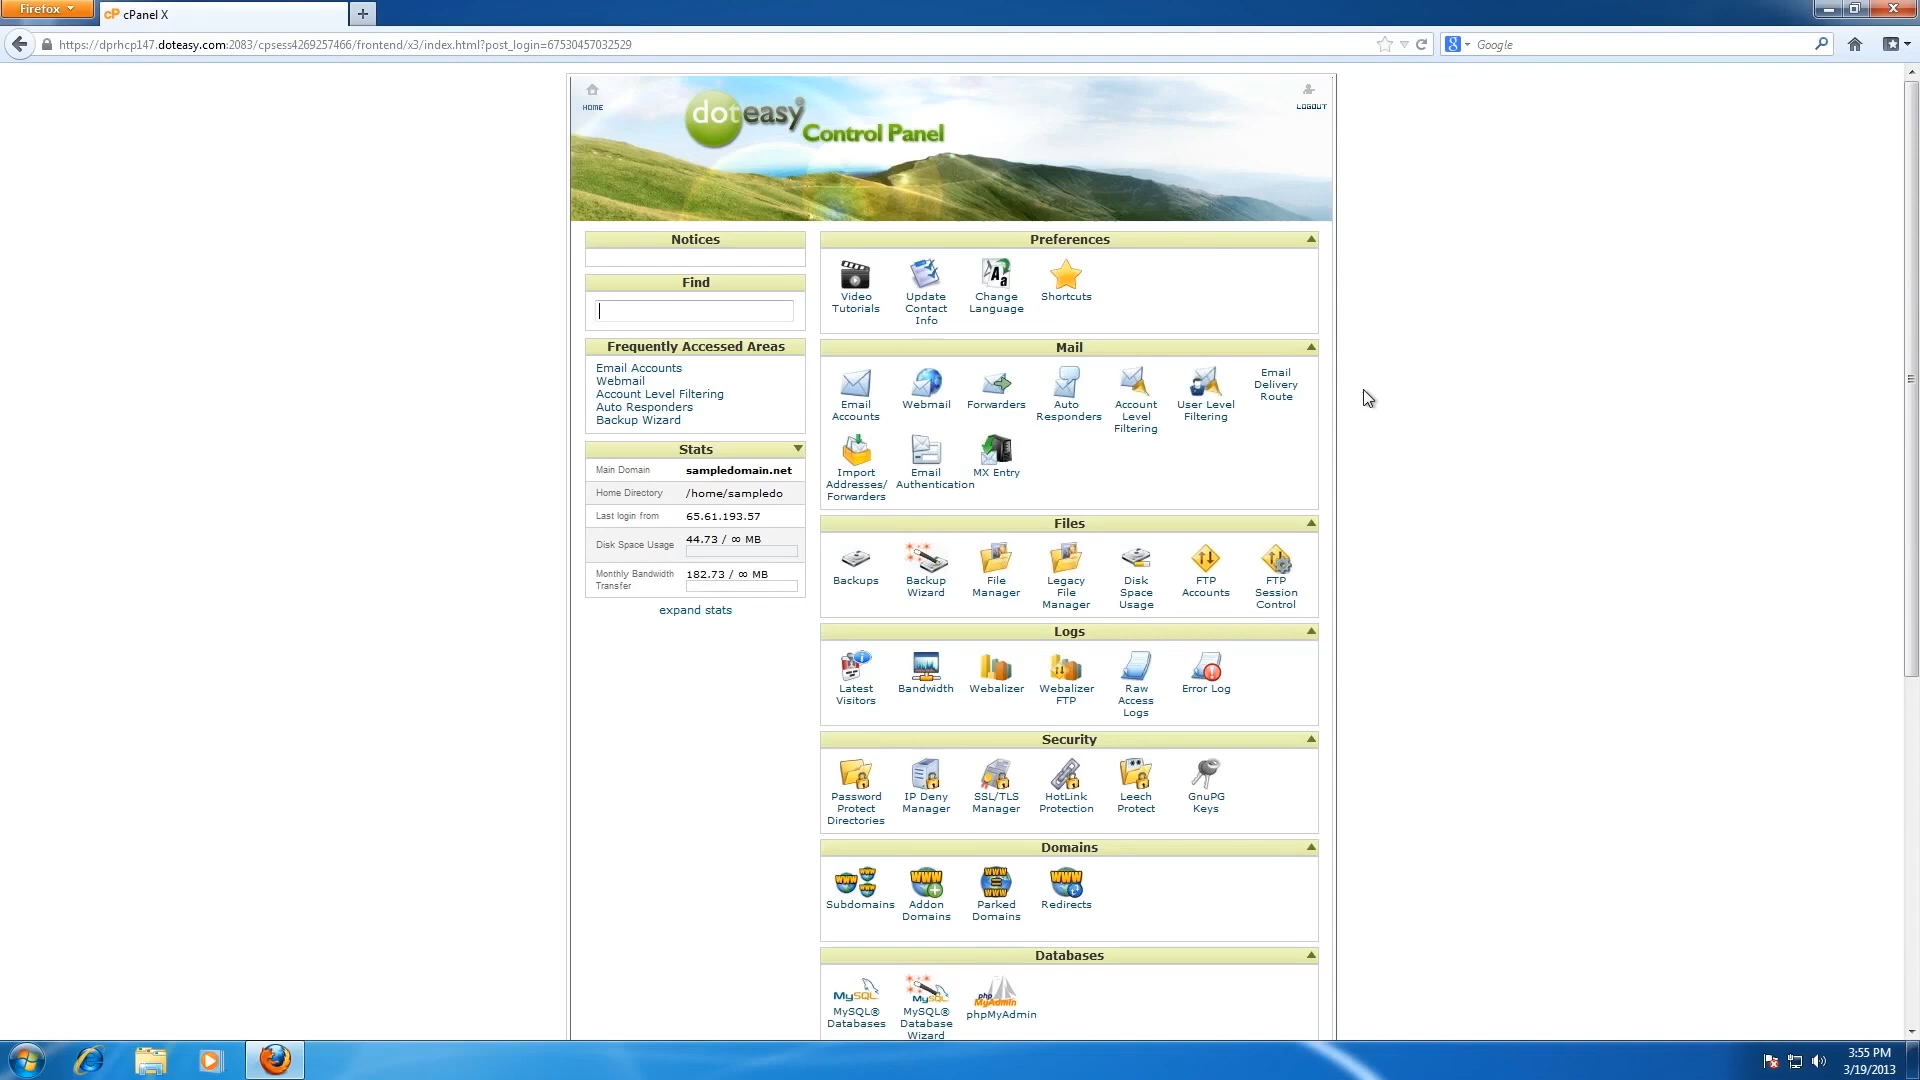 Firefox
cPanel X
https://dprhcp147.doteasy.com:2083/cpsess4269257466/frontend/x3/index.html?post_login=67530457032529
Google
HOME
LOGOUT
doteasy
Control Panel
Notices
Find
Frequently Accessed Areas
Email Accounts
Webmail
Account Level Filtering
Auto Responders
Backup Wizard
Stats
Main Domain sampledomain.net
Home Directory /home/sampledo
Last login from 65.61.193.57
Disk Space Usage 44.73 / ∞ MB
Monthly Bandwidth
Transfer
182.73 / ∞ MB
expand stats
Preferences
Video
Tutorials
Update
Contact
Info
Change
Language
Shortcuts
Mail
Email
Accounts
Webmail
Forwarders
Auto
Responders
Account
Level
Filtering
User Level
Filtering
Email
Delivery
Route
Import
Addresses/
Forwarders
Email
Authentication
MX Entry
Files
Backups
Backup
Wizard
File
Manager
Legacy
File
Manager
Disk
Space
Usage
FTP
Accounts
FTP
Session
Control
Logs
Latest
Visitors
Bandwidth
Webalizer
Webalizer
FTP
Raw
Access
Logs
Error Log
Security
Password
Protect
Directories
IP Deny
Manager
SSL/TLS
Manager
HotLink
Protection
Leech
Protect
GnuPG
Keys
Domains
Subdomains
Addon
Domains
Parked
Domains
Redirects
Databases
MySQL®
Databases
MySQL®
Database
Wizard
phpMyAdmin
3:55 PM
3/19/2013